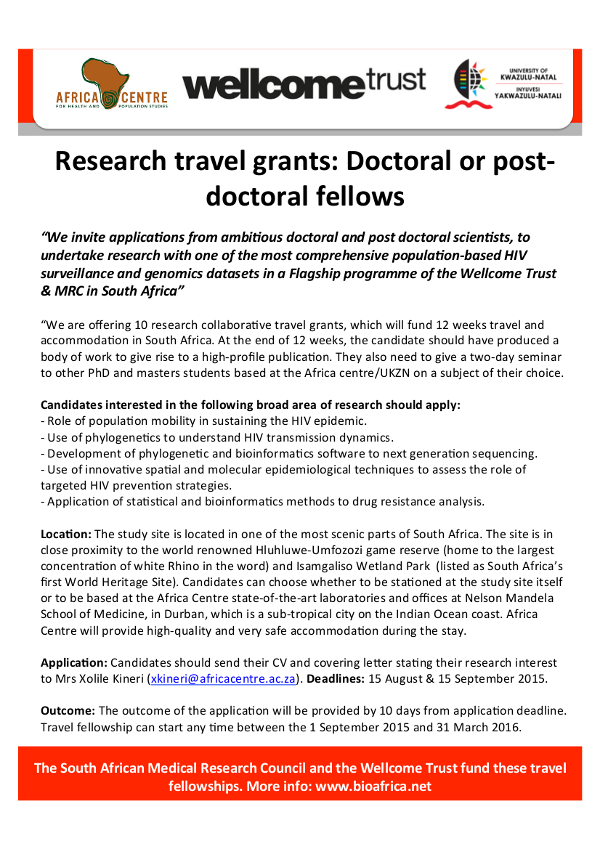 AFRICA CENTRE
FOR HEALTH AND POPULATION STUDIES
wellcometrust
UNIVERSITY OF
KWAZULU-NATAL
INYUVESI
YAKWAZULU-NATALI
Research travel grants: Doctoral or post-
doctoral fellows
“We invite applications from ambitious doctoral and post doctoral scientists, to
undertake research with one of the most comprehensive population-based HIV
surveillance and genomics datasets in a Flagship programme of the Wellcome Trust
& MRC in South Africa”
“We are offering 10 research collaborative travel grants, which will fund 12 weeks travel and
accommodation in South Africa. At the end of 12 weeks, the candidate should have produced a
body of work to give rise to a high-profile publication. They also need to give a two-day seminar
to other PhD and masters students based at the Africa centre/UKZN on a subject of their choice.
Candidates interested in the following broad area of research should apply:
- Role of population mobility in sustaining the HIV epidemic.
- Use of phylogenetics to understand HIV transmission dynamics.
- Development of phylogenetic and bioinformatics software to next generation sequencing.
- Use of innovative spatial and molecular epidemiological techniques to assess the role of
targeted HIV prevention strategies.
- Application of statistical and bioinformatics methods to drug resistance analysis.
Location: The study site is located in one of the most scenic parts of South Africa. The site is in
close proximity to the world renowned Hluhluwe-Umfozozi game reserve (home to the largest
concentration of white Rhino in the word) and Isamgaliso Wetland Park (listed as South Africa’s
first World Heritage Site). Candidates can choose whether to be stationed at the study site itself
or to be based at the Africa Centre state-of-the-art laboratories and offices at Nelson Mandela
School of Medicine, in Durban, which is a sub-tropical city on the Indian Ocean coast. Africa
Centre will provide high-quality and very safe accommodation during the stay.
Application: Candidates should send their CV and covering letter stating their research interest
to Mrs Xolile Kineri (xkineri@africacentre.ac.za). Deadlines: 15 August & 15 September 2015.
Outcome: The outcome of the application will be provided by 10 days from application deadline.
Travel fellowship can start any time between the 1 September 2015 and 31 March 2016.
The South African Medical Research Council and the Wellcome Trust fund these travel
fellowships. More info: www.bioafrica.net